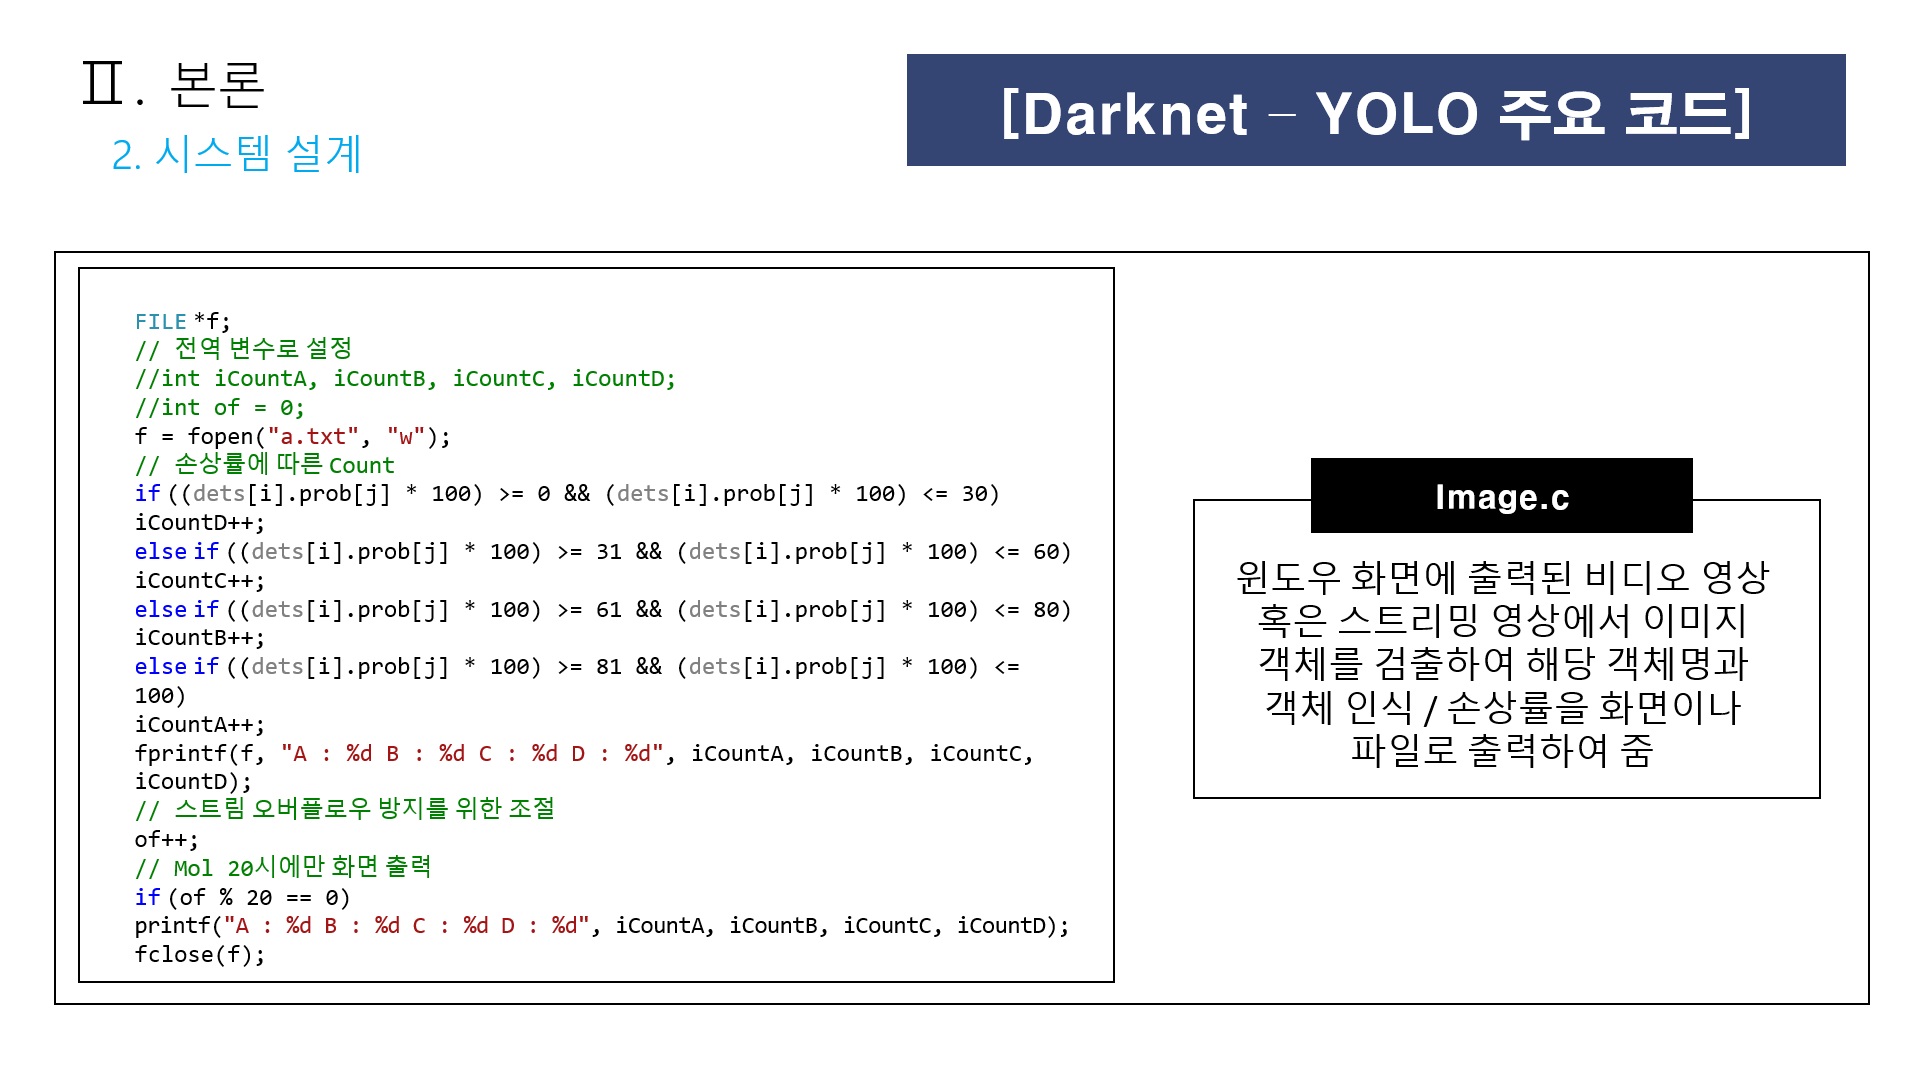 Ⅱ. 본론
2. 시스템 설계
[Darknet – YOLO 주요 코드]
FILE *f;
// 전역 변수로 설정
//int iCountA, iCountB, iCountC, iCountD;
//int of = 0;
f = fopen("a.txt", "w");
// 손상률에 따른 Count
if ((dets[i].prob[j] * 100) >= 0 && (dets[i].prob[j] * 100) <= 30)
iCountD++;
else if ((dets[i].prob[j] * 100) >= 31 && (dets[i].prob[j] * 100) <= 60)
iCountC++;
else if ((dets[i].prob[j] * 100) >= 61 && (dets[i].prob[j] * 100) <= 80)
iCountB++;
else if ((dets[i].prob[j] * 100) >= 81 && (dets[i].prob[j] * 100) <=
100)
iCountA++;
fprintf(f, "A : %d B : %d C : %d D : %d", iCountA, iCountB, iCountC,
iCountD);
// 스트림 오버플로우 방지를 위한 조절
of++;
// Mol 20시에만 화면 출력
if (of % 20 == 0)
printf("A : %d B : %d C : %d D : %d", iCountA, iCountB, iCountC, iCountD);
fclose(f);
Image.c
윈도우 화면에 출력된 비디오 영상
혹은 스트리밍 영상에서 이미지
객체를 검출하여 해당 객체명과
객체 인식 / 손상률을 화면이나
파일로 출력하여 줌